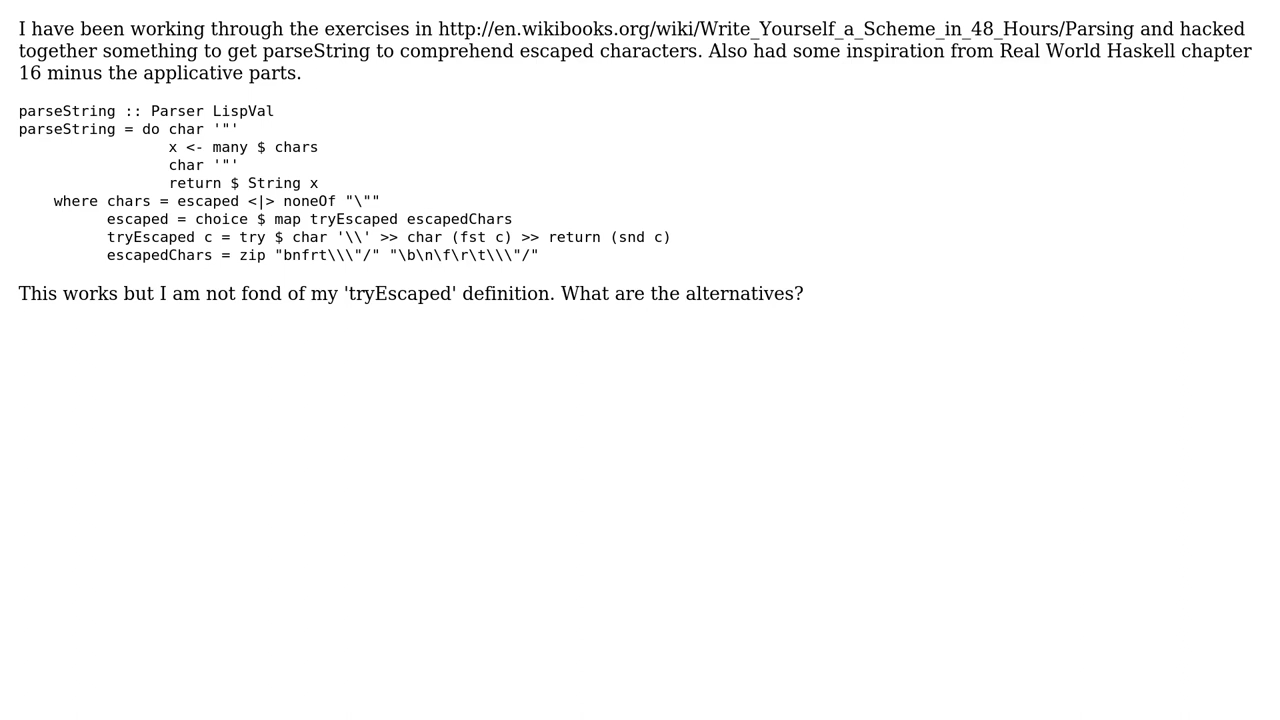 I have been working through the exercises in http://en.wikibooks.org/wiki/Write_Yourself_a_Scheme_in_48_Hours/Parsing and hacked
together something to get parseString to comprehend escaped characters. Also had some inspiration from Real World Haskell chapter
16 minus the applicative parts.
parseString :: Parser LispVal
parseString = do char '"'
                 x <- many $ chars
                 char '"'
                 return $ String x
    where chars = escaped <|> noneOf "\""
          escaped = choice $ map tryEscaped escapedChars
          tryEscaped c = try $ char '\\' >> char (fst c) >> return (snd c)
          escapedChars = zip "bnfrt\\\"/" "\b\n\f\r\t\\\"/"
This works but I am not fond of my 'tryEscaped' definition. What are the alternatives?